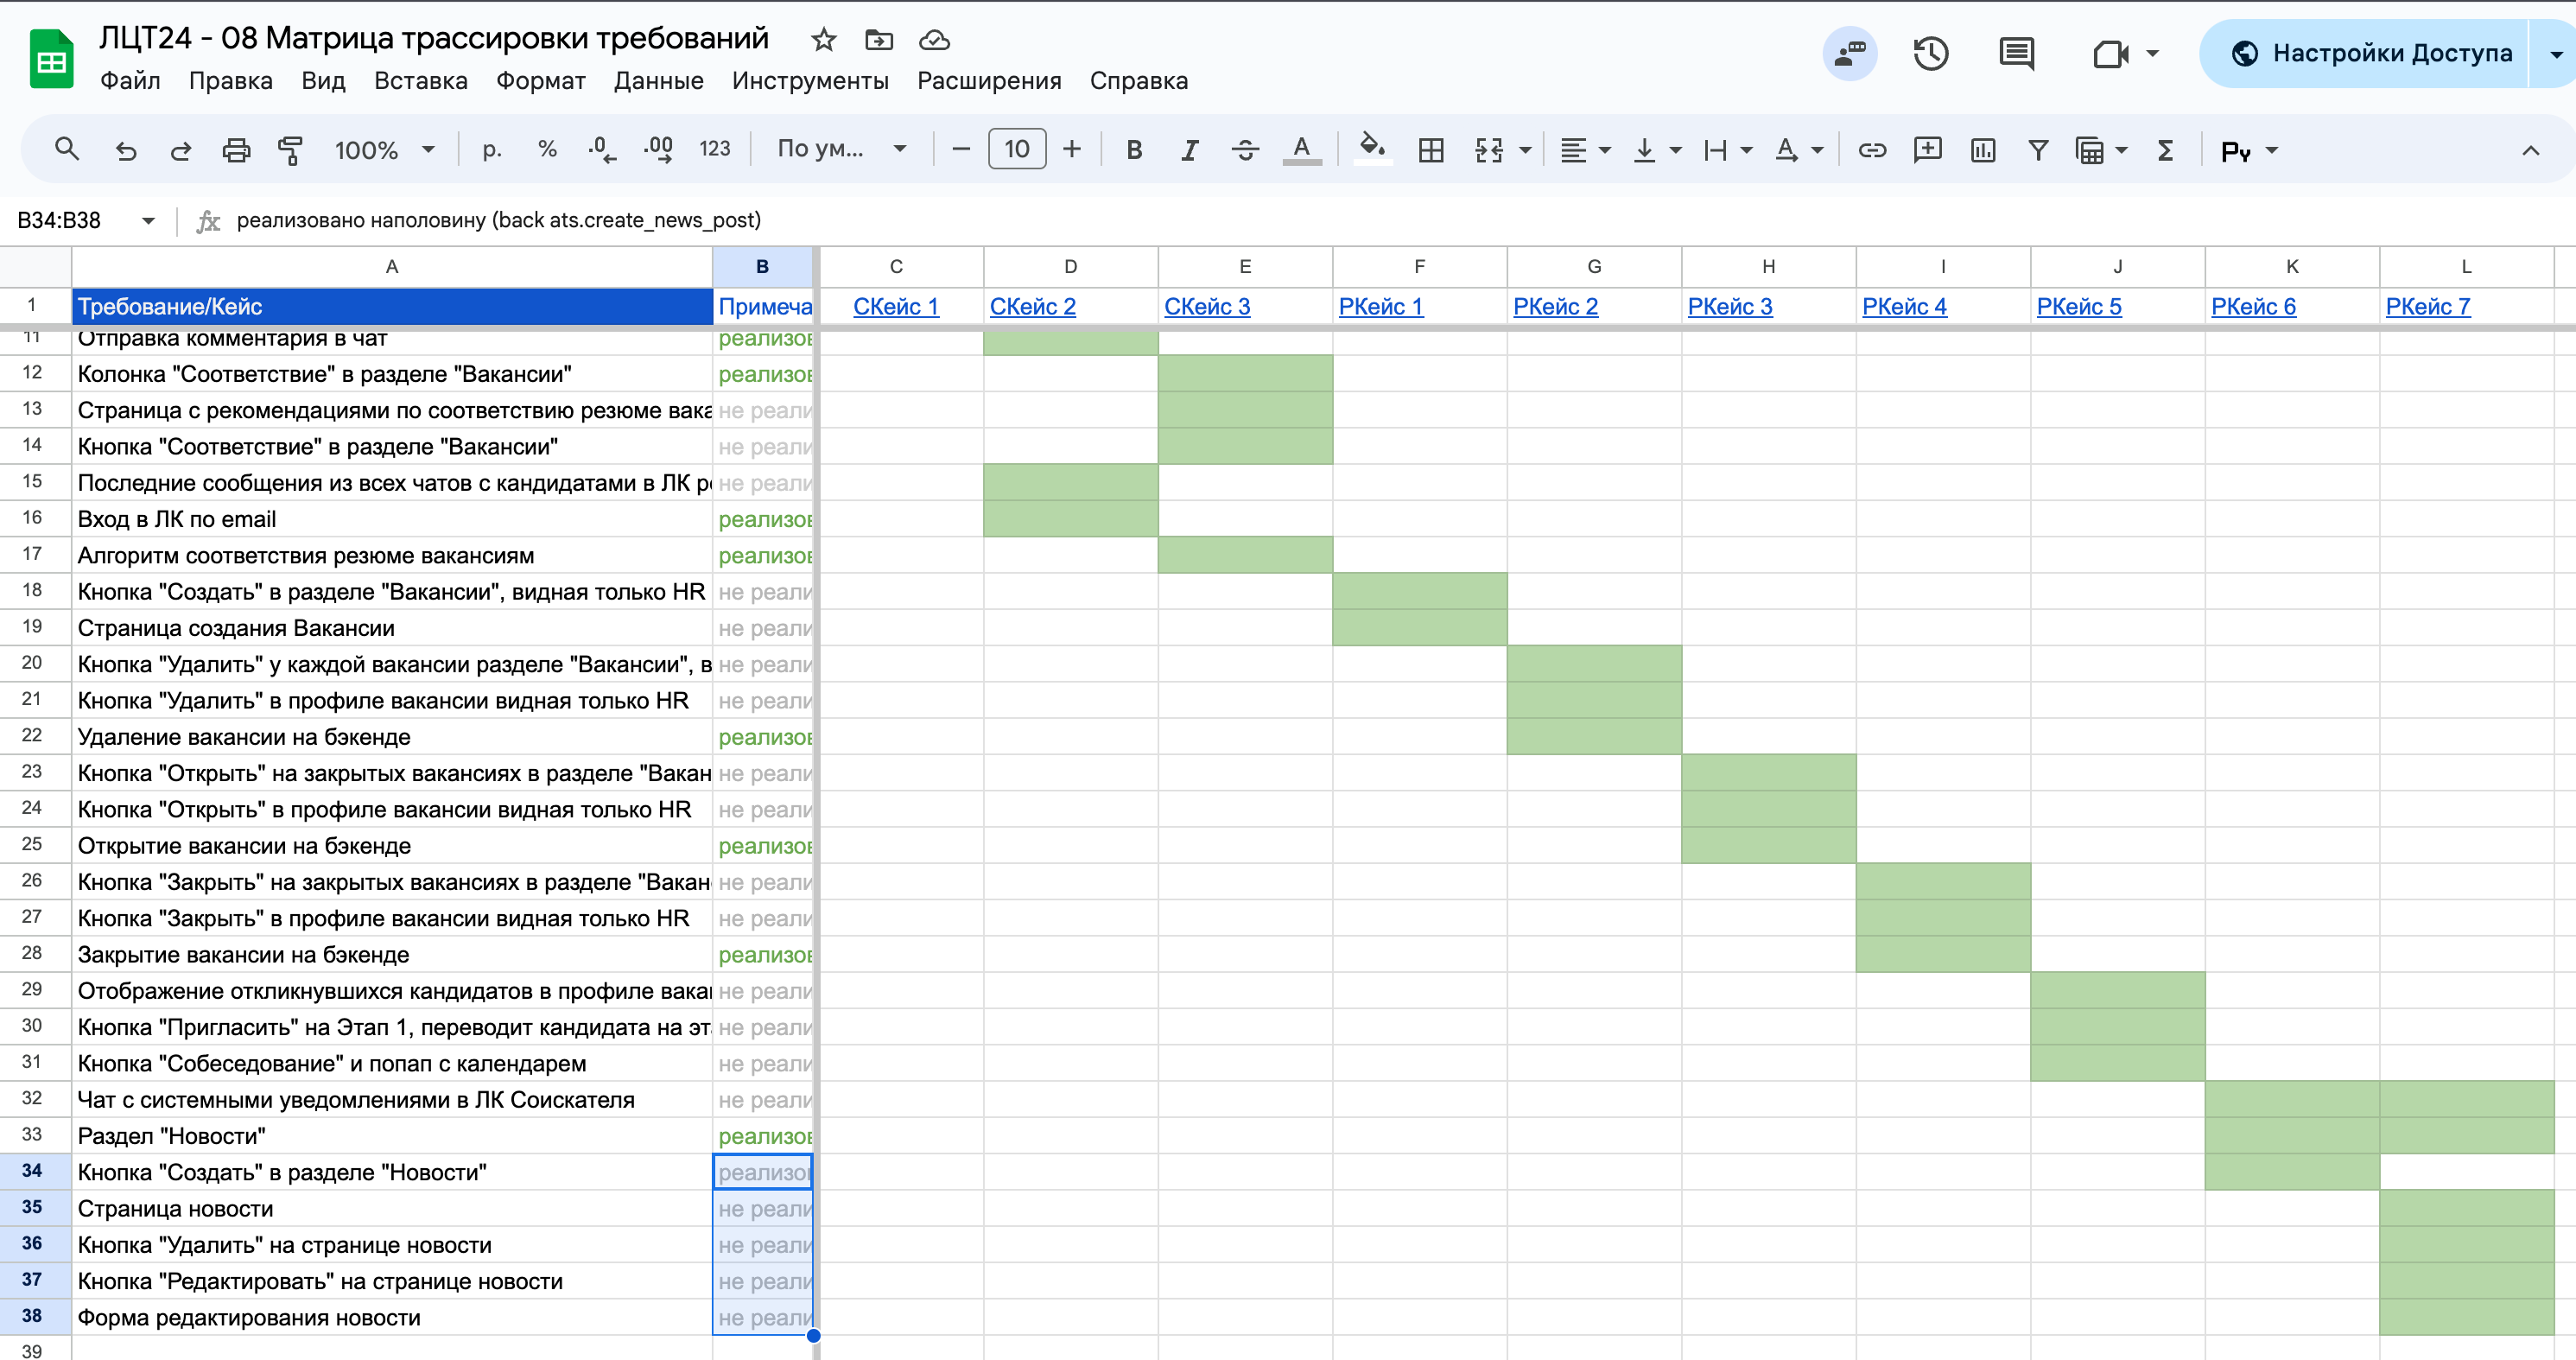 ЛЦТ24 - 08 Матрица трассировки требований
Файл Правка Вид Вставка Формат Данные Инструменты Расширения Справка
Настройки Доступа
100% р. % .0 .00 123 По ум... 10
B34:B38 fx реализовано наполовину (back ats.create_news_post)
A B C D E F G H I J K L
1 Требование/Кейс Примеча СКейс 1 СКейс 2 СКейс 3 РКейс 1 РКейс 2 РКейс 3 РКейс 4 РКейс 5 РКейс 6 РКейс 7
11 Отправка комментария в чат реализов
12 Колонка "Соответствие" в разделе "Вакансии" реализов
13 Страница с рекомендациями по соответствию резюме вака не реали
14 Кнопка "Соответствие" в разделе "Вакансии" не реали
15 Последние сообщения из всех чатов с кандидатами в ЛК р не реали
16 Вход в ЛК по email реализов
17 Алгоритм соответствия резюме вакансиям реализов
18 Кнопка "Создать" в разделе "Вакансии", видная только HR не реали
19 Страница создания Вакансии не реали
20 Кнопка "Удалить" у каждой вакансии разделе "Вакансии", в не реали
21 Кнопка "Удалить" в профиле вакансии видная только HR не реали
22 Удаление вакансии на бэкенде реализов
23 Кнопка "Открыть" на закрытых вакансиях в разделе "Вакан не реали
24 Кнопка "Открыть" в профиле вакансии видная только HR не реали
25 Открытие вакансии на бэкенде реализов
26 Кнопка "Закрыть" на закрытых вакансиях в разделе "Вакан не реали
27 Кнопка "Закрыть" в профиле вакансии видная только HR не реали
28 Закрытие вакансии на бэкенде реализов
29 Отображение откликнувшихся кандидатов в профиле вака не реали
30 Кнопка "Пригласить" на Этап 1, переводит кандидата на эт не реали
31 Кнопка "Собеседование" и попап с календарем не реали
32 Чат с системными уведомлениями в ЛК Соискателя не реали
33 Раздел "Новости" реализов
34 Кнопка "Создать" в разделе "Новости" реализов
35 Страница новости не реали
36 Кнопка "Удалить" на странице новости не реали
37 Кнопка "Редактировать" на странице новости не реали
38 Форма редактирования новости не реали
39